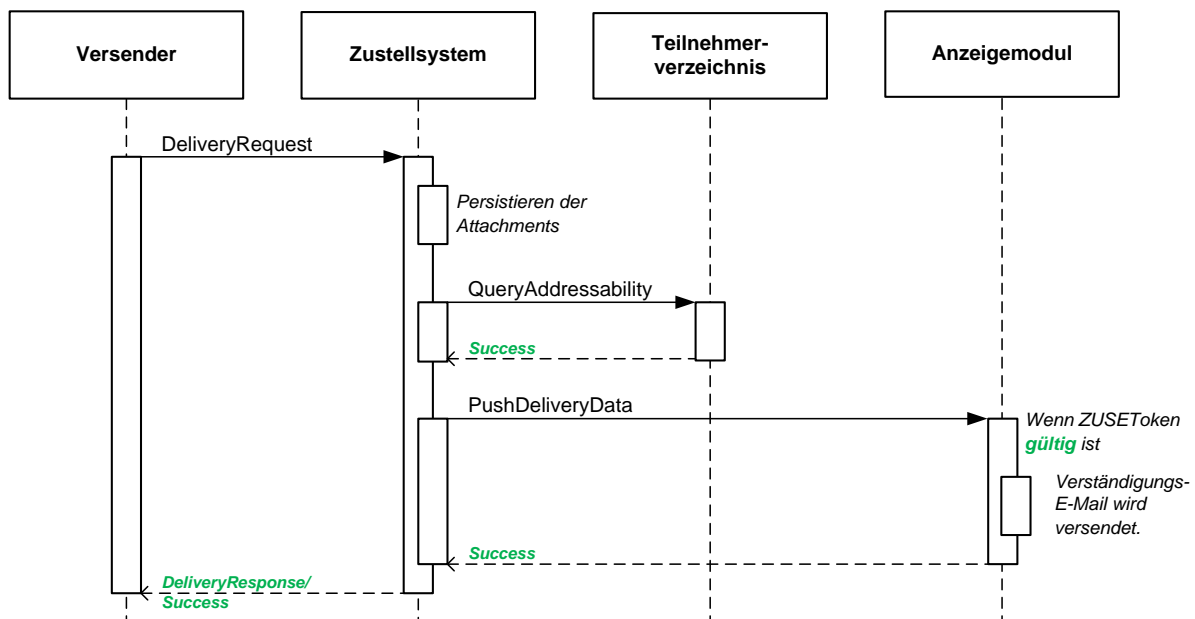 Versender
Zustellsystem
Teilnehmer-
verzeichnis
Anzeigemodul
DeliveryRequest
Persistieren der
Attachments
QueryAddressability
Success
PushDeliveryData
Wenn ZUSEToken
gültig ist
Verständigungs-
E-Mail wird
versendet.
Success
DeliveryResponse/
Success